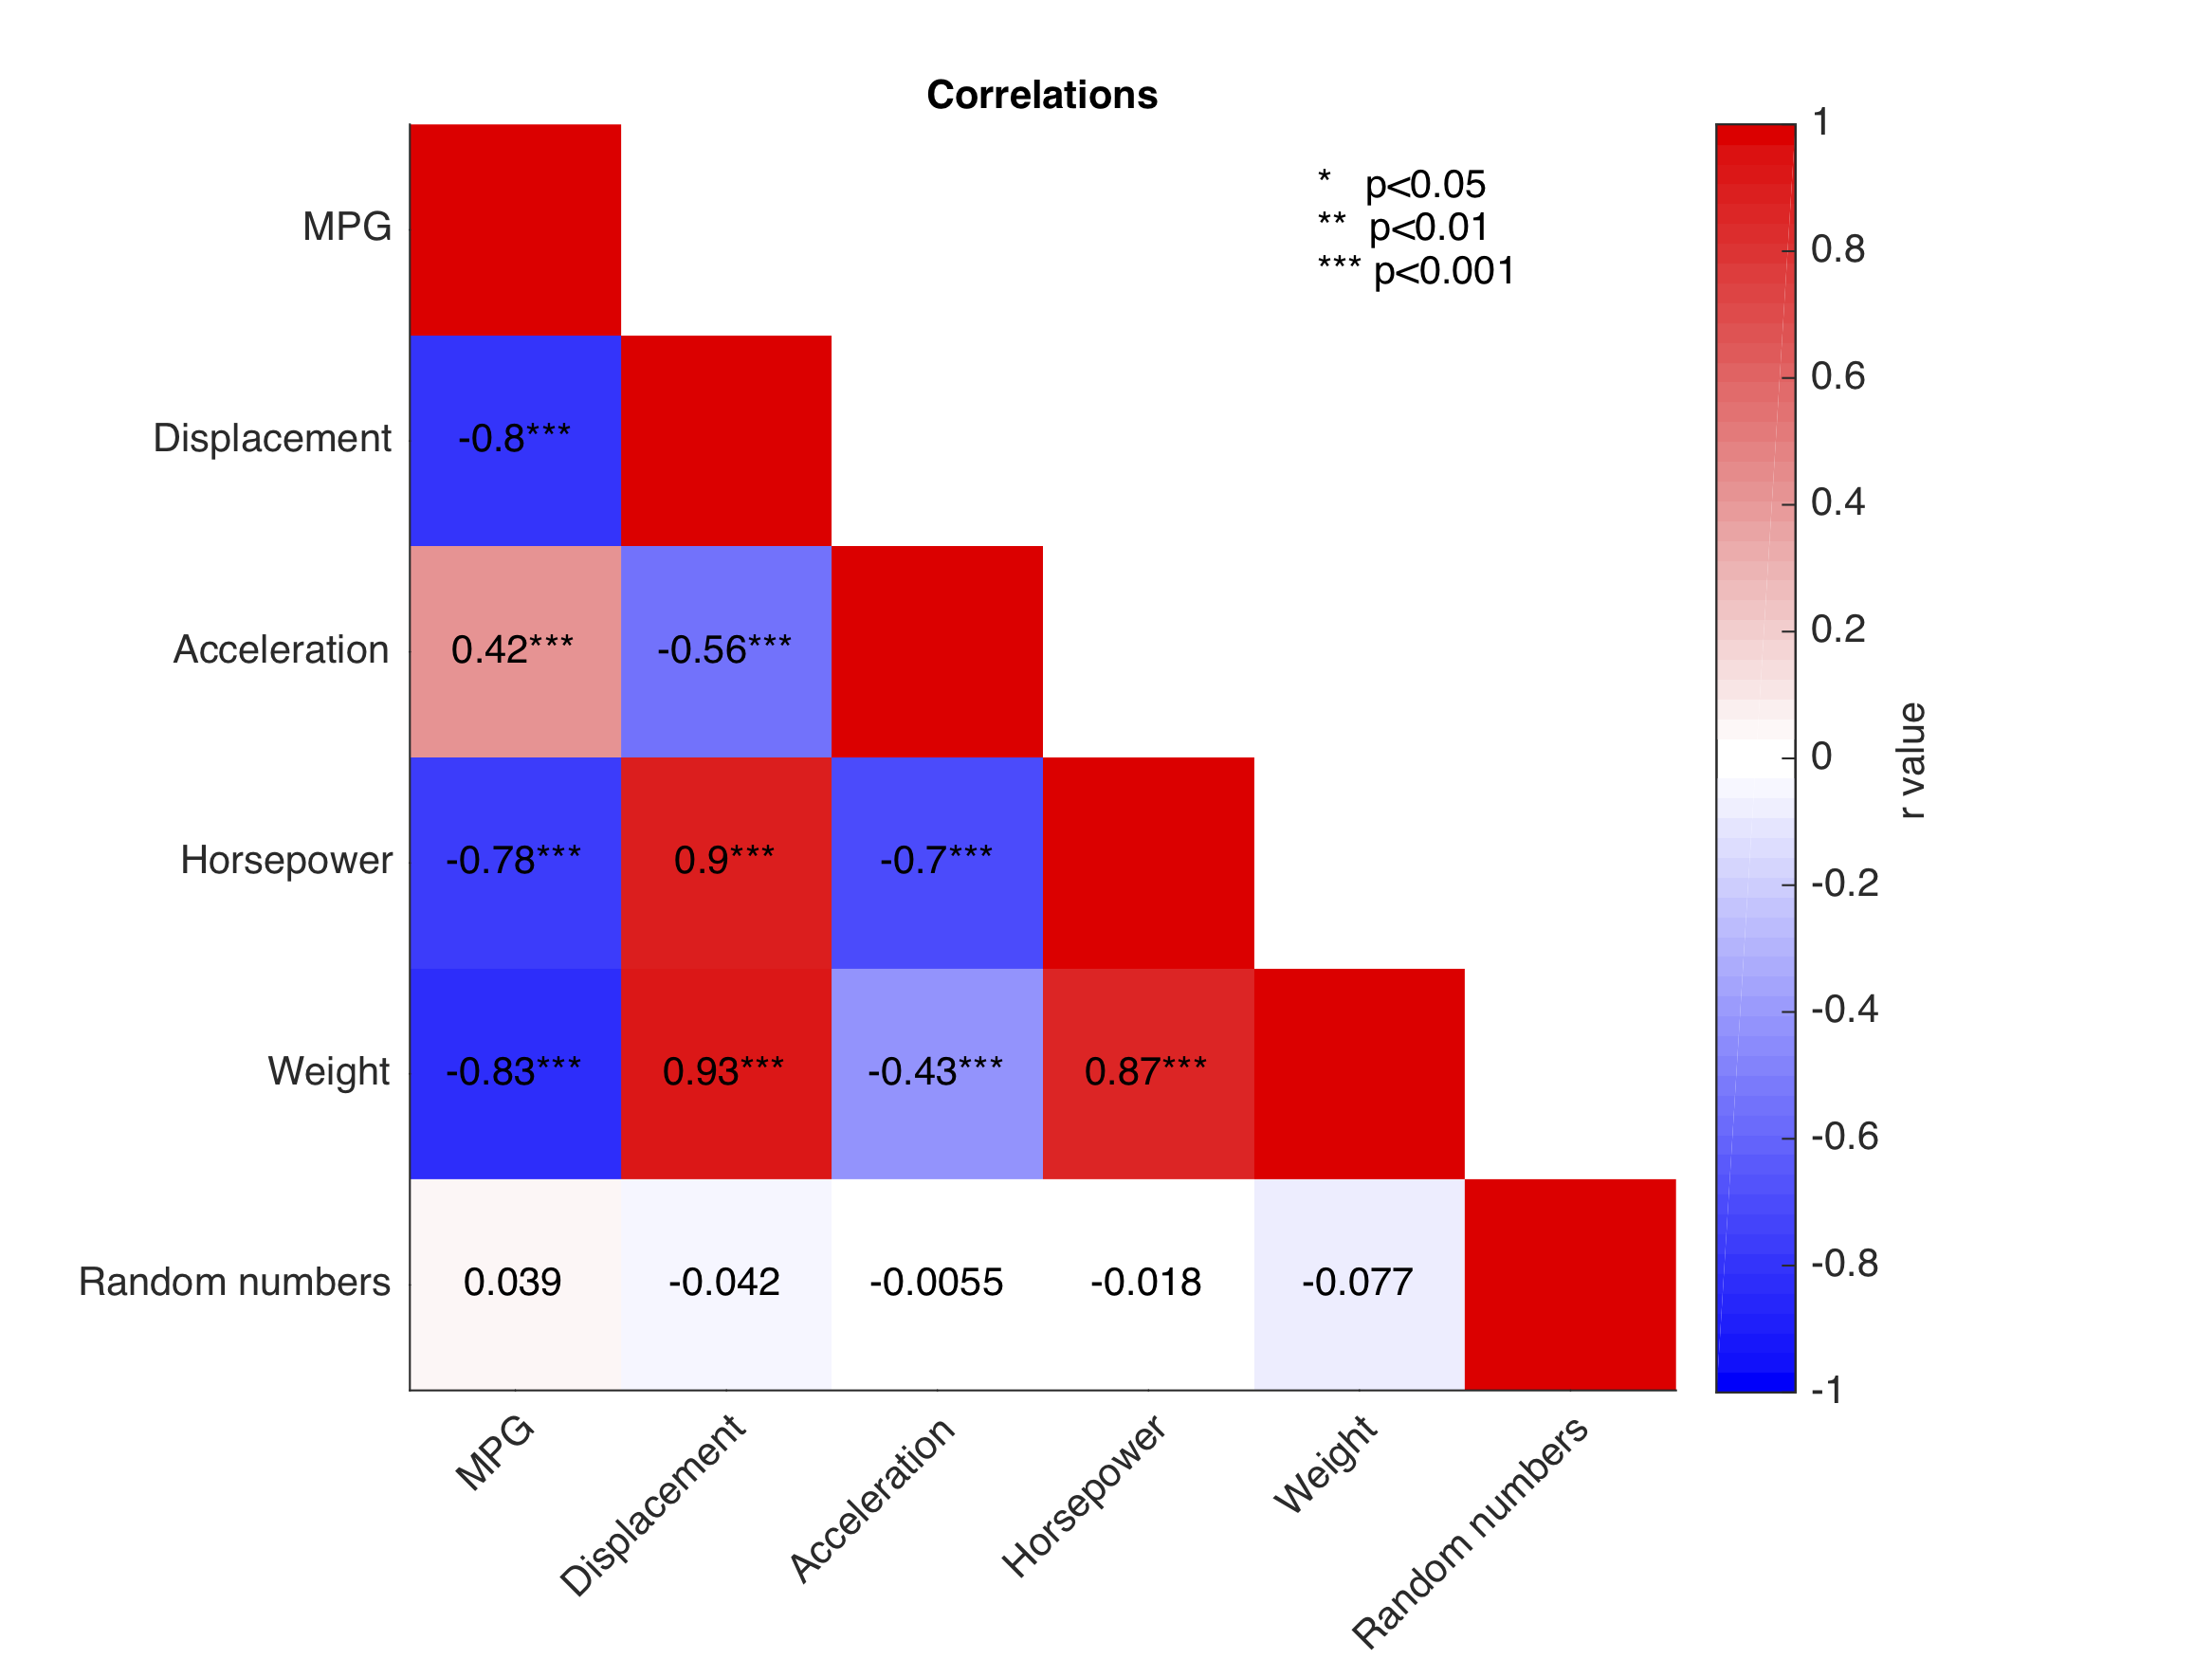 Correlations
* p<0.05
** p<0.01
*** p<0.001
MPG
Displacement -0.8***
Acceleration 0.42*** -0.56***
Horsepower -0.78*** 0.9*** -0.7***
Weight -0.83*** 0.93*** -0.43*** 0.87***
Random numbers 0.039 -0.042 -0.0055 -0.018 -0.077
MPG Displacement Acceleration Horsepower Weight Random numbers
1
0.8
0.6
0.4
0.2
0
-0.2
-0.4
-0.6
-0.8
-1
r value